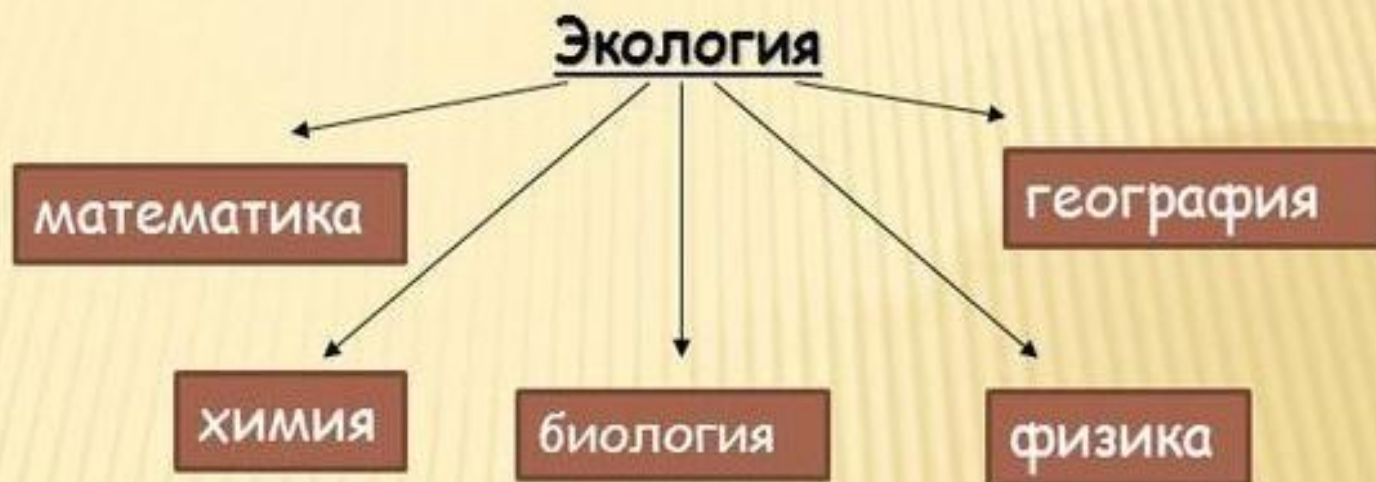 Экология
математика
география
химия
биология
физика